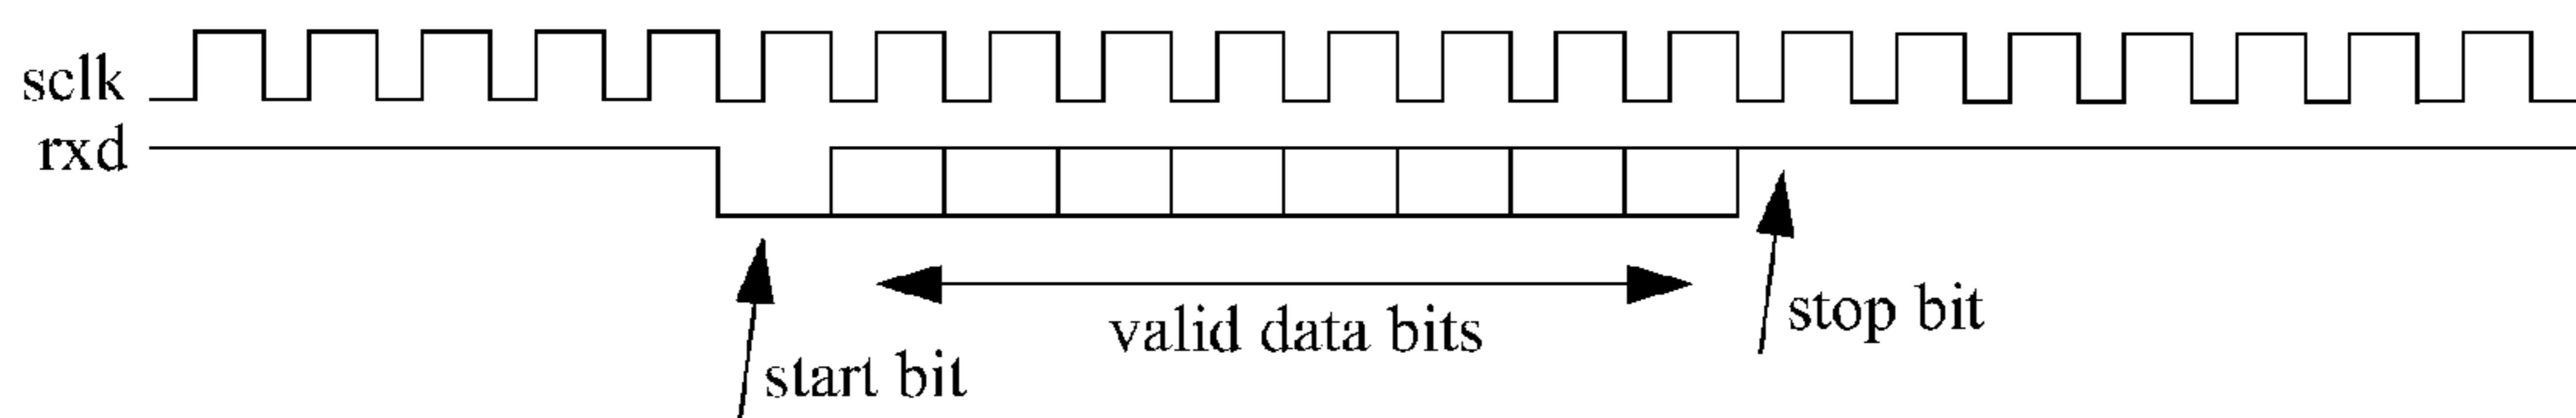 sclk
rxd
valid data bits
stop bit
start bit